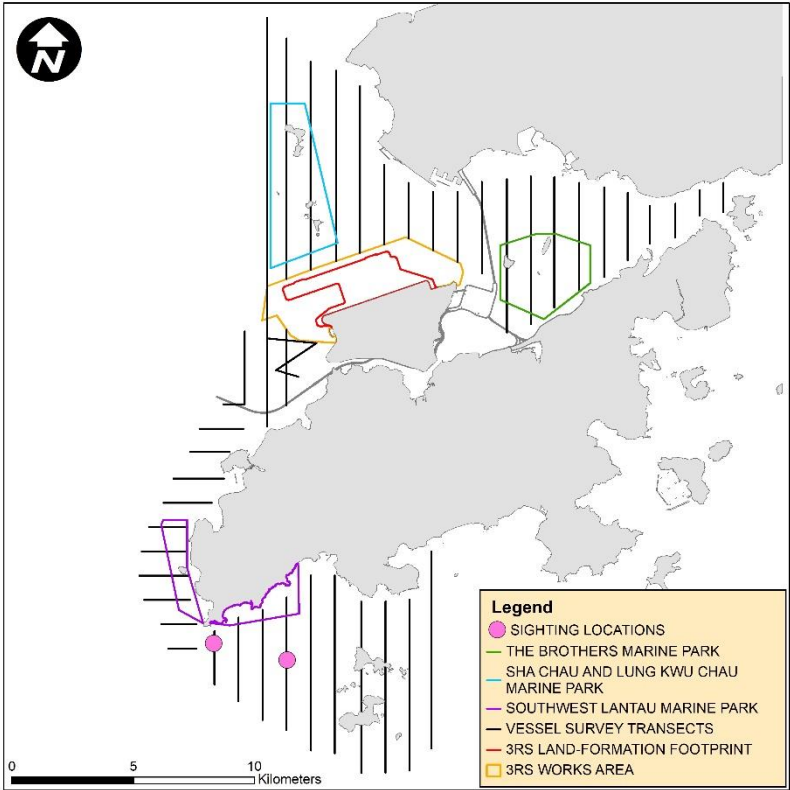 N
Legend
SIGHTING LOCATIONS
THE BROTHERS MARINE PARK
SHA CHAU AND LUNG KWU CHAU
MARINE PARK
SOUTHWEST LANTAU MARINE PARK
VESSEL SURVEY TRANSECTS
3RS LAND-FORMATION FOOTPRINT
3RS WORKS AREA
0 5 10
Kilometers